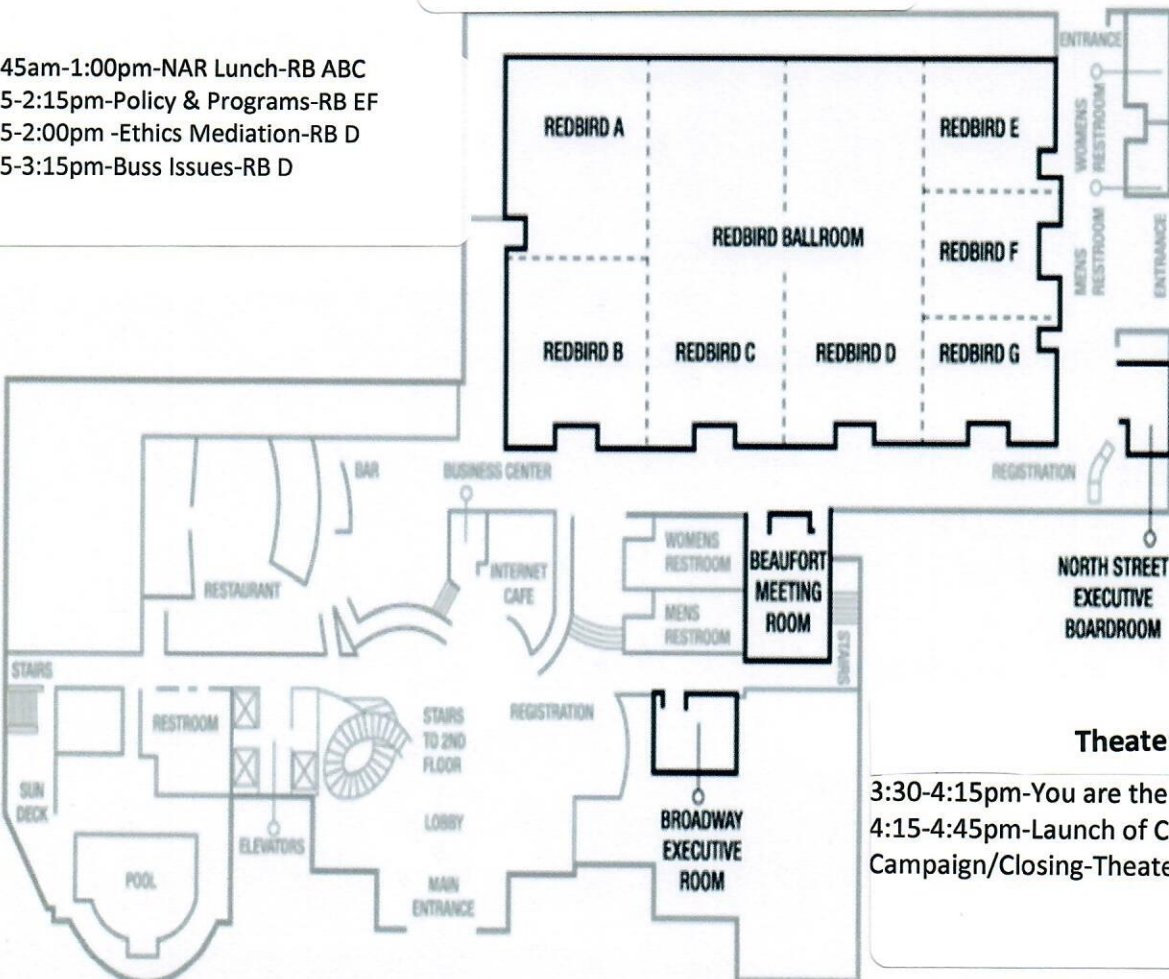 45am-1:00pm-NAR Lunch-RB ABC
5-2:15pm-Policy & Programs-RB EF
5-2:00pm -Ethics Mediation-RB D
5-3:15pm-Buss Issues-RB D
ENTRANCE
REDBIRD A
REDBIRD E
WOMENS
RESTROOM
REDBIRD BALLROOM
REDBIRD F
MENS
RESTROOM
ENTRANCE
REDBIRD B
REDBIRD C
REDBIRD D
REDBIRD G
BAR
BUSINESS CENTER
REGISTRATION
RESTAURANT
INTERNET
CAFE
WOMENS
RESTROOM
MENS
RESTROOM
BEAUFORT
MEETING
ROOM
STAIRS
NORTH STREET
EXECUTIVE
BOARDROOM
STAIRS
RESTROOM
STAIRS
TO 2ND
FLOOR
REGISTRATION
SUN
DECK
ELEVATORS
LOBBY
POOL
MAIN
ENTRANCE
BROADWAY
EXECUTIVE
ROOM
Theate
3:30-4:15pm-You are the
4:15-4:45pm-Launch of C
Campaign/Closing-Theate